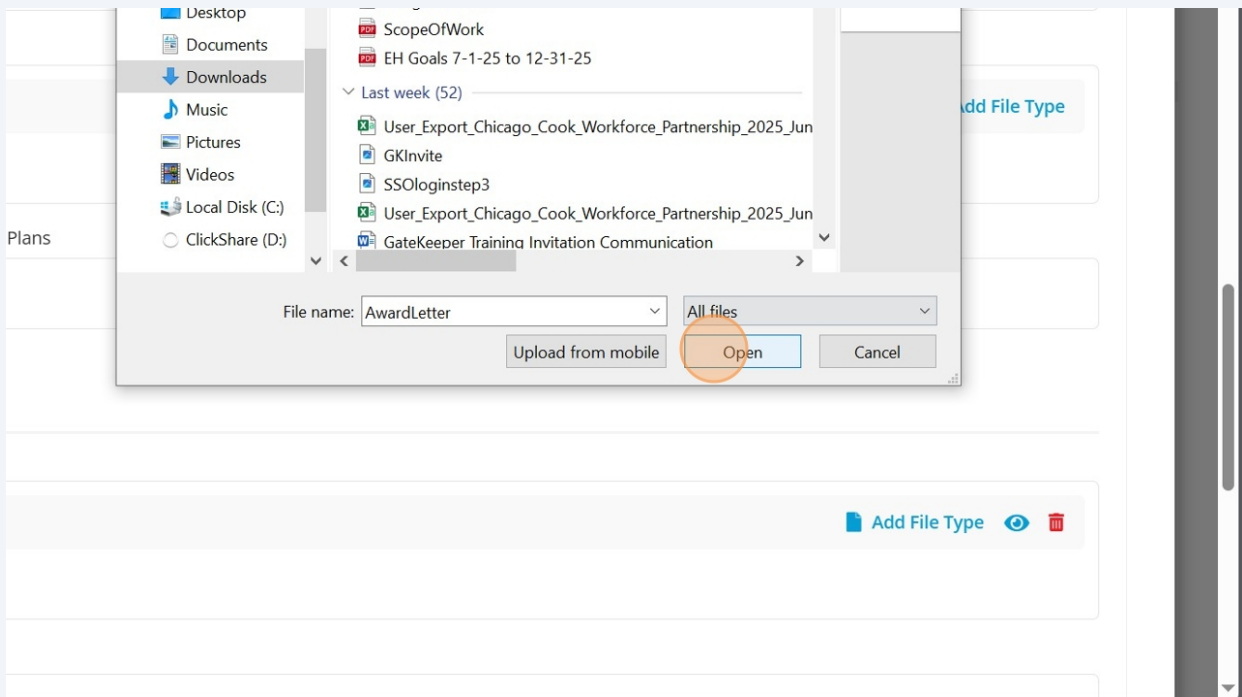 Desktop
Documents
Downloads
Music
Pictures
Videos
Local Disk (C:)
ClickShare (D:)
ScopeOfWork
EH Goals 7-1-25 to 12-31-25
Last week (52)
User_Export_Chicago_Cook_Workforce_Partnership_2025_Jun
GKInvite
SSOloginstep3
User_Export_Chicago_Cook_Workforce_Partnership_2025_Jun
GateKeeper Training Invitation Communication
Add File Type
Plans
File name: AwardLetter All files
Upload from mobile Open Cancel
Add File Type